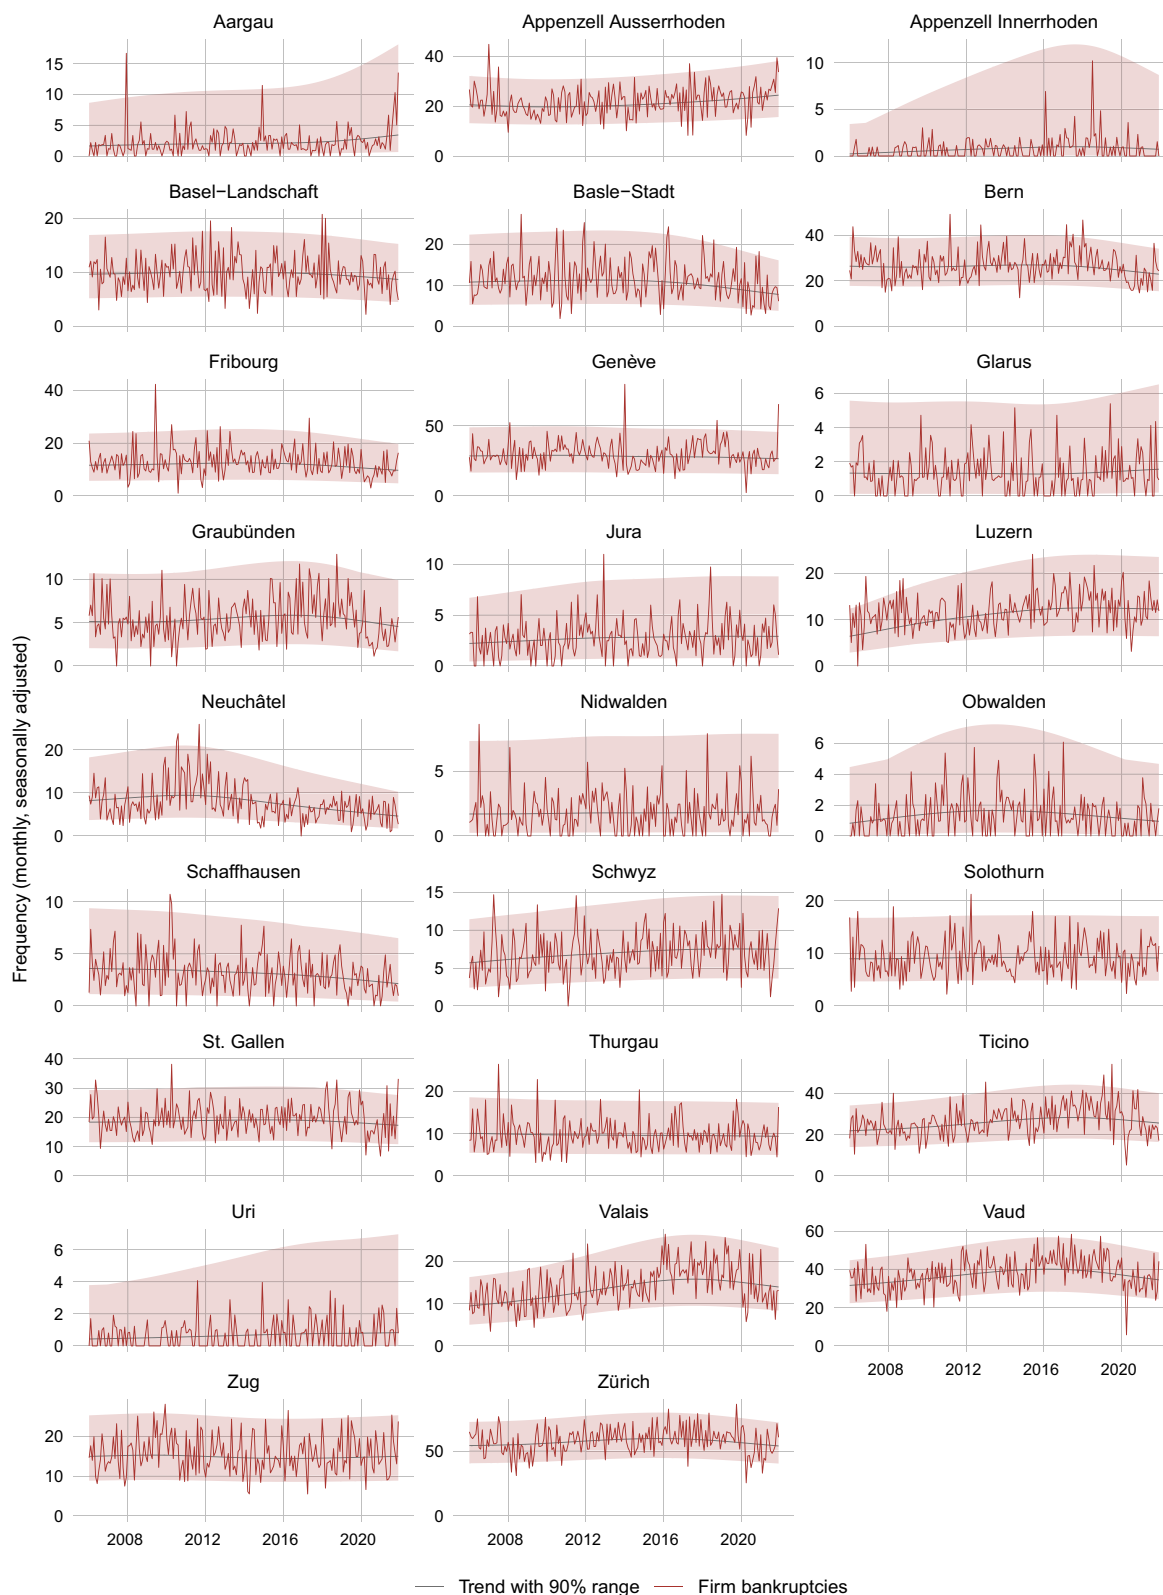 Aargau
Appenzell Ausserrhoden
Appenzell Innerrhoden
15
10
5
0
40
20
0
10
5
0
Basel−Landschaft
Basle−Stadt
Bern
20
10
0
20
10
0
40
20
0
Fribourg
Genève
Glarus
40
20
0
50
0
6
4
2
0
Graubünden
Jura
Luzern
10
5
0
10
5
0
20
10
0
Frequency (monthly, seasonally adjusted)
Neuchâtel
Nidwalden
Obwalden
20
10
0
5
0
6
4
2
0
Schaffhausen
Schwyz
Solothurn
10
5
0
15
10
5
0
20
10
0
St. Gallen
Thurgau
Ticino
40
30
20
10
0
20
10
0
40
20
0
Uri
Valais
Vaud
6
4
2
0
20
10
0
60
40
20
0
2008 2012 2016 2020
Zug
Zürich
20
10
0
50
0
2008 2012 2016 2020
2008 2012 2016 2020
Trend with 90% range Firm bankruptcies